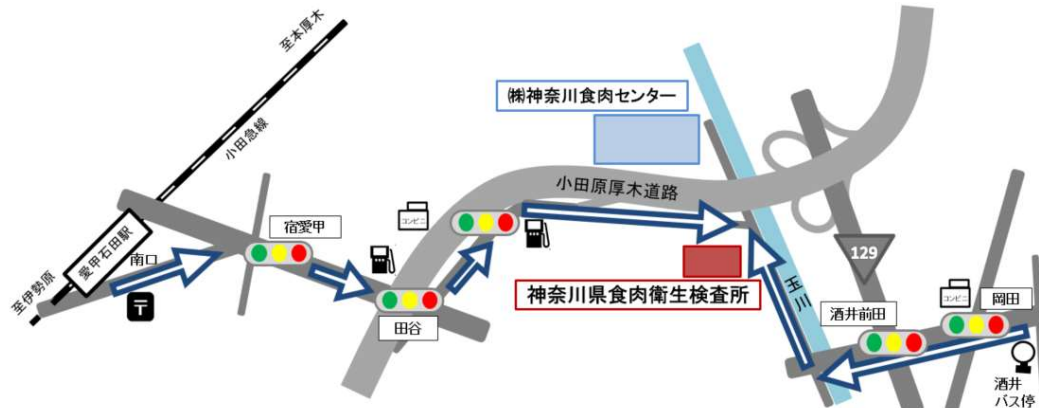 至本厚木
小田急線
愛甲石田駅
至伊勢原
南口
〒
宿愛甲
コンビニ
田谷
㈱神奈川食肉センター
小田原厚木道路
神奈川県食肉衛生検査所
玉川
129
酒井前田
コンビニ
岡田
酒井
バス停